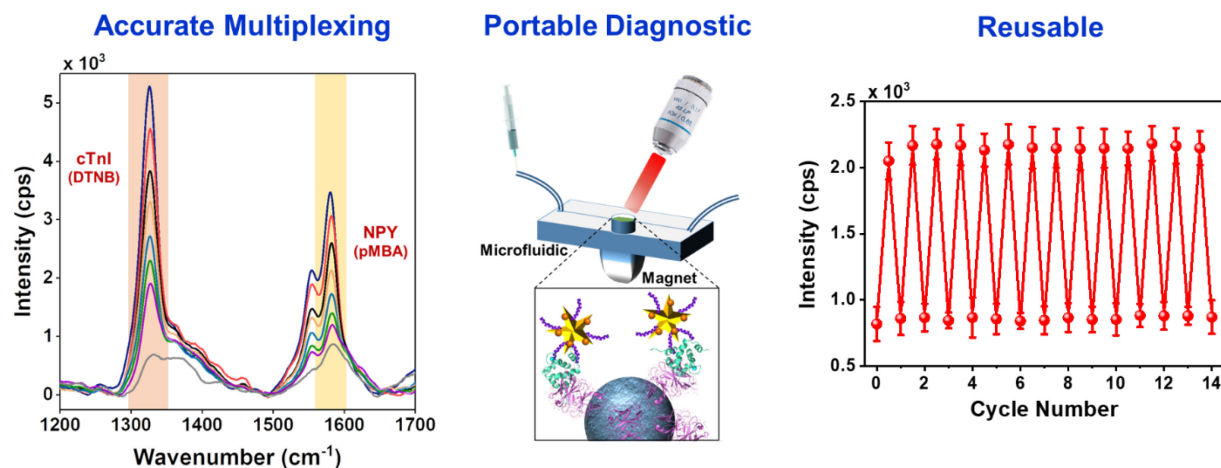 Accurate Multiplexing
x 10³
5
4
3
2
1
0
Intensity (cps)
cTnI
(DTNB)
NPY
(pMBA)
1200 1300 1400 1500 1600 1700
Wavenumber (cm⁻¹)
Portable Diagnostic
Microfluidic
Magnet
Reusable
x 10³
2.5
2.0
1.5
1.0
0.5
Intensity (cps)
0 2 4 6 8 10 12 14
Cycle Number